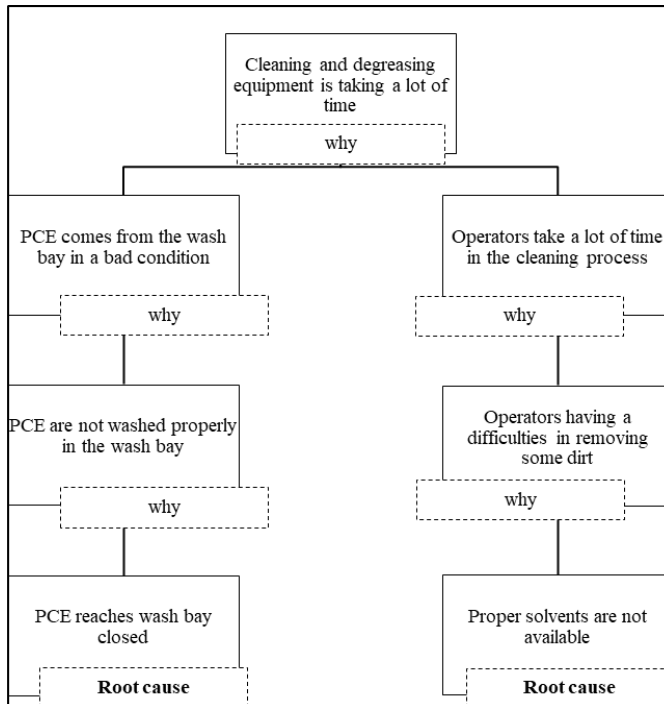 Cleaning and degreasing
equipment is taking a lot of
time
why
PCE comes from the wash
bay in a bad condition
why
Operators take a lot of time
in the cleaning process
why
PCE are not washed properly
in the wash bay
why
Operators having a
difficulties in removing
some dirt
why
PCE reaches wash bay
closed
Root cause
Proper solvents are not
available
Root cause